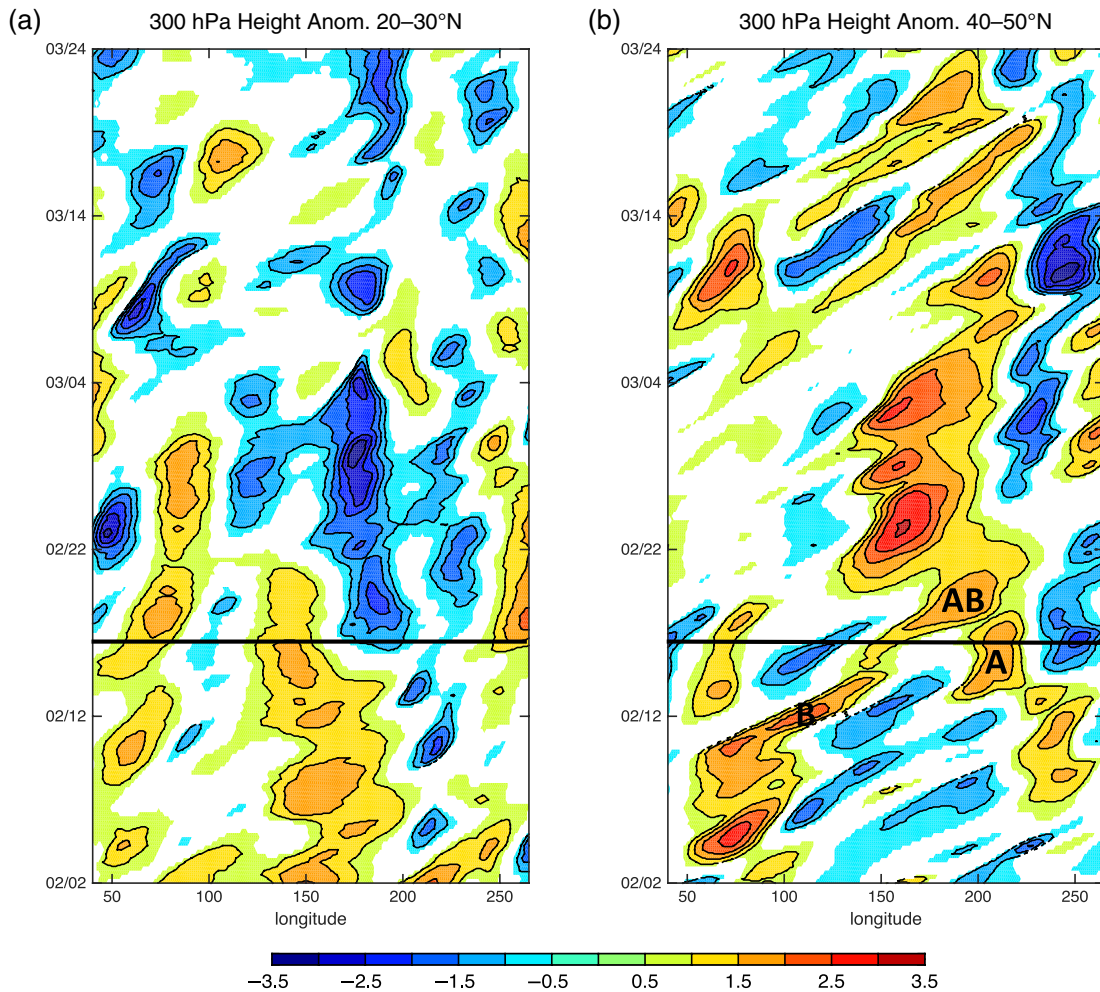 (a) 300 hPa Height Anom. 20–30°N
03/24
03/14
03/04
02/22
02/12
02/02
50 100 150 200 250
longitude
(b) 300 hPa Height Anom. 40–50°N
03/24
03/14
03/04
02/22
02/12
02/02
AB
A
B
50 100 150 200 250
longitude
−3.5 −2.5 −1.5 −0.5 0.5 1.5 2.5 3.5